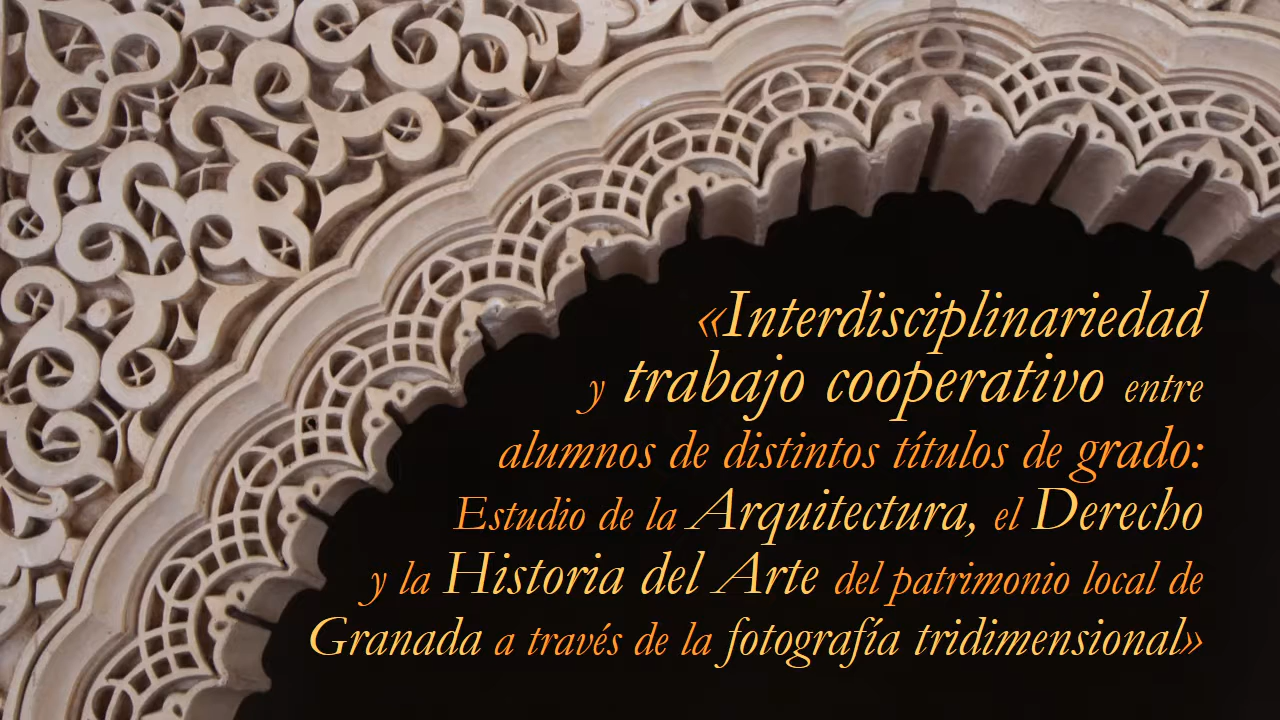 «Interdisciplinariedad
y trabajo cooperativo entre
alumnos de distintos títulos de grado:
Estudio de la Arquitectura, el Derecho
y la Historia del Arte del patrimonio local de
Granada a través de la fotografía tridimensional»